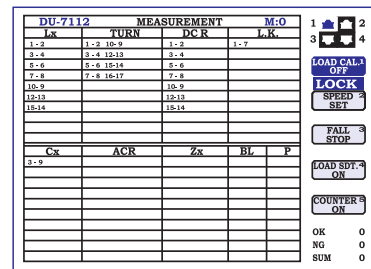 DU-7112 MEASUREMENT M:O
Lx TURN DC R L.K.
1 - 2 1 - 2 10- 9 1 - 2 1 - 7
3 - 4 3 - 4 12-13 3 - 4
5 - 6 5 - 6 15-14 5 - 6
7 - 8 7 - 8 16-17 7 - 8
10- 9 10- 9
12-13 12-13
15-14 15-14
Cx ACR Zx BL P
3 - 9
1 2
3 4
LOAD CAL.1
OFF
LOCK
SPEED 2
SET
FALL 3
STOP
LOAD SDT.4
ON
COUNTER 5
ON
OK 0
NG 0
SUM 0